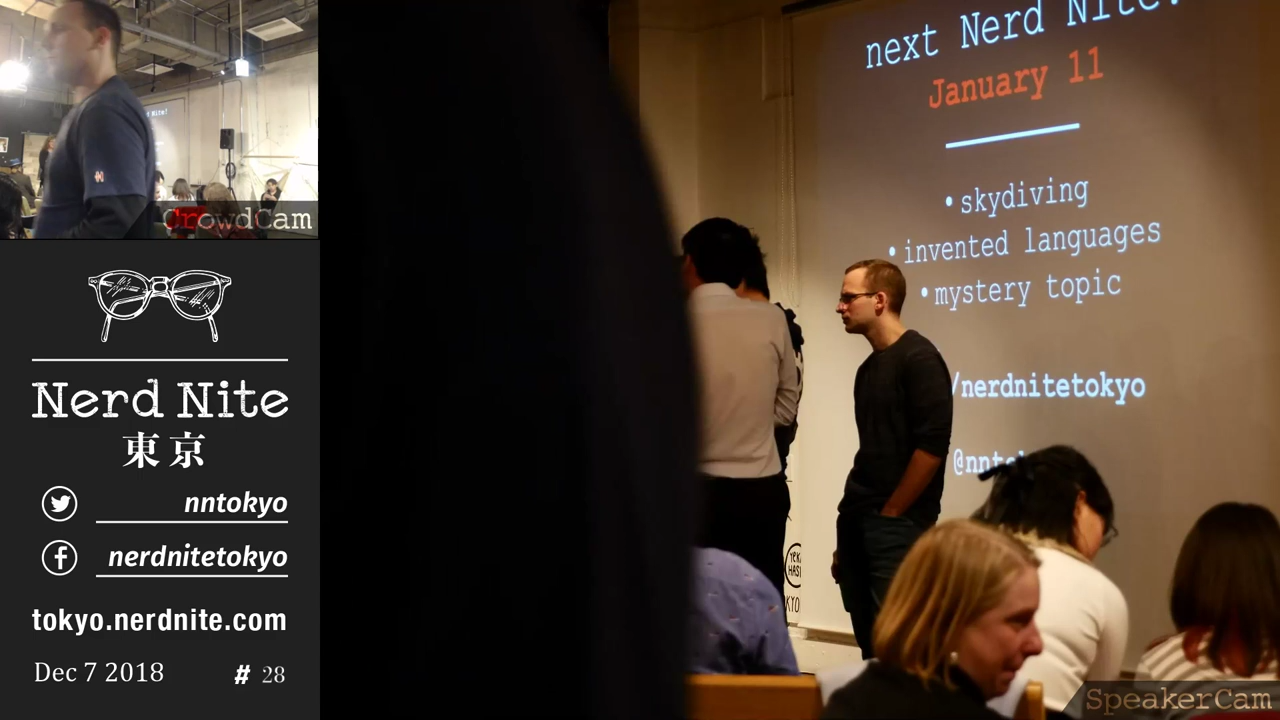 CrowdCam
Nerd Nite
東京
nntokyo
nerdnitetokyo
tokyo.nerdnite.com
Dec 7 2018 # 28
next Nerd Nite:
January 11
• skydiving
• invented languages
• mystery topic
/nerdnitetokyo
SpeakerCam